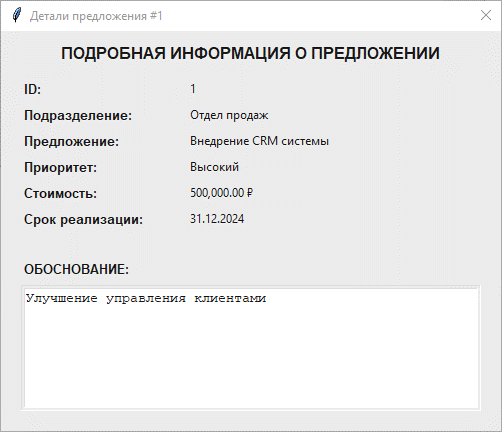 Детали предложения #1
ПОДРОБНАЯ ИНФОРМАЦИЯ О ПРЕДЛОЖЕНИИ
ID: 1
Подразделение: Отдел продаж
Предложение: Внедрение CRM системы
Приоритет: Высокий
Стоимость: 500,000.00 ₽
Срок реализации: 31.12.2024
ОБОСНОВАНИЕ:
Улучшение управления клиентами